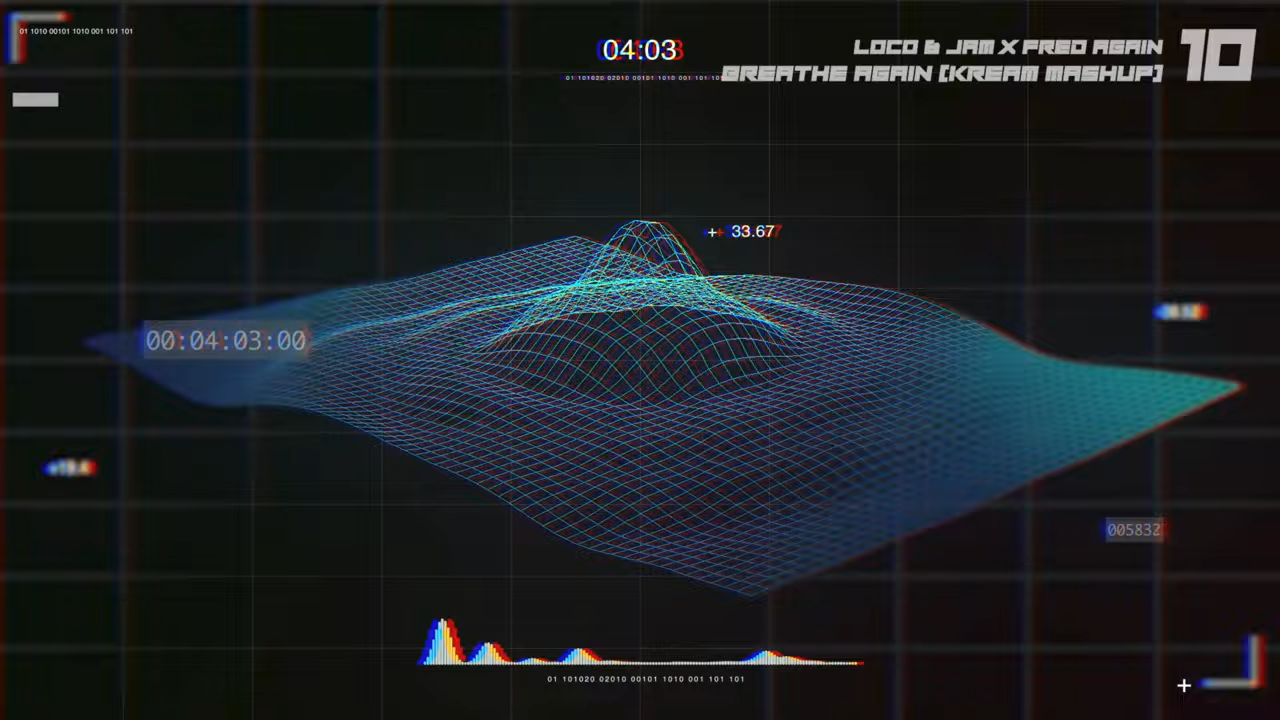 01 1010 00101 1010 001 101 101
04:03
01 101020 02010 00101 1010 001 101 101
LOCO & JAM X FRED AGAIN
BREATHE AGAIN [KREAM MASHUP]
10
+ 33.67
00:04:03:00
005832
01 101020 02010 00101 1010 001 101 101
+